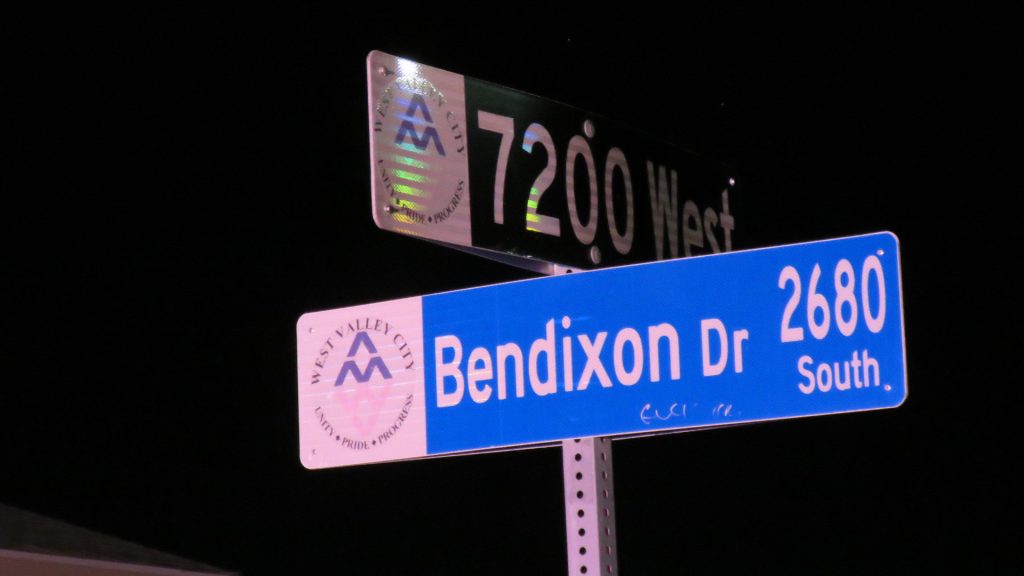 WEST VALLEY CITY
UNITY ♦ PRIDE ♦ PROGRESS
7200 West
WEST VALLEY CITY
UNITY ♦ PRIDE ♦ PROGRESS
Bendixon Dr
2680
South